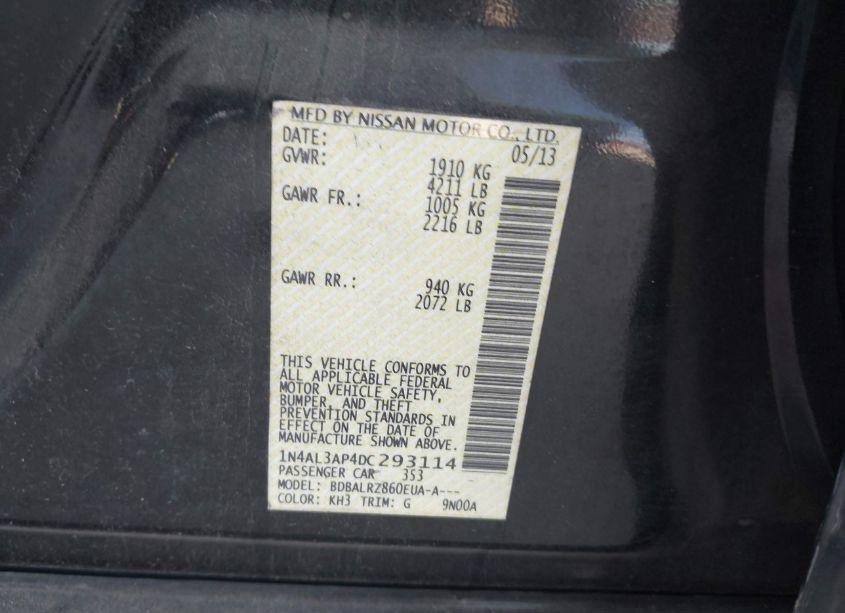 MFD BY NISSAN MOTOR CO., LTD.
DATE: 05/13
GVWR: 1910 KG
4211 LB
GAWR FR.: 1005 KG
2216 LB
GAWR RR.: 940 KG
2072 LB
THIS VEHICLE CONFORMS TO
ALL APPLICABLE FEDERAL
MOTOR VEHICLE SAFETY,
BUMPER, AND THEFT
PREVENTION STANDARDS IN
EFFECT ON THE DATE OF
MANUFACTURE SHOWN ABOVE.
1N4AL3AP4DC293114
PASSENGER CAR 353
MODEL: BDBALRZ860EUA-A---
COLOR: KH3 TRIM: G 9N00A